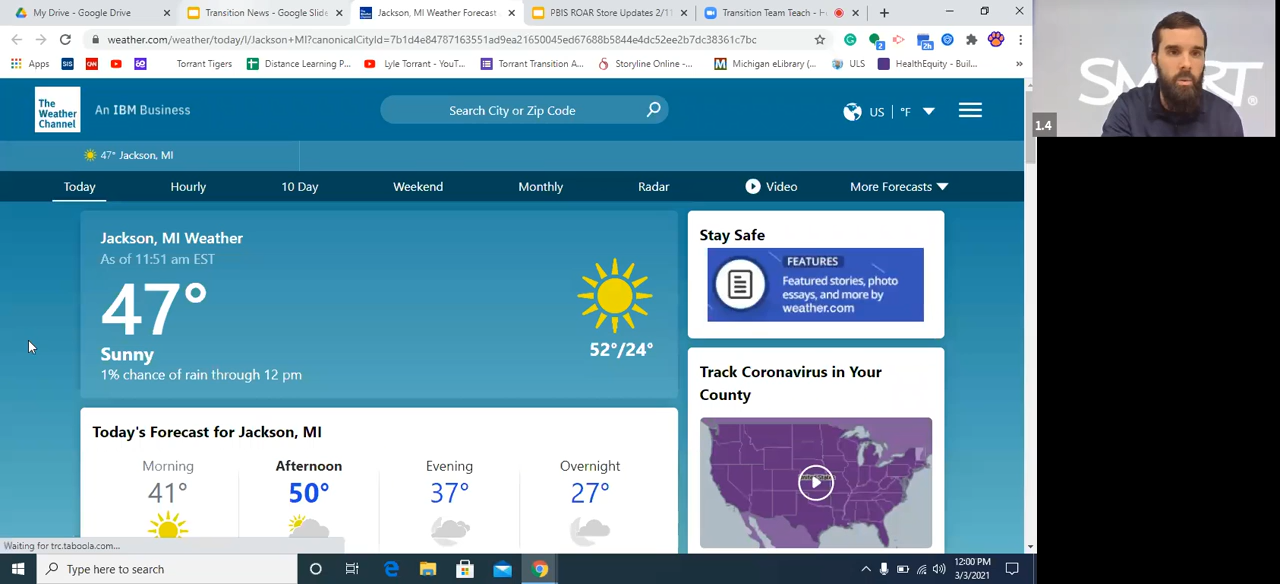 My Drive - Google Drive
Transition News - Google Slide
Jackson, MI Weather Forecast
PBIS ROAR Store Updates 2/11
Transition Team Teach - H
weather.com/weather/today/l/Jackson+MI?canonicalCityId=7b1d4e84787163551ad9ea21650045ed67688b5844e4dc52ee2b7dc38361c7bc
2
2h
Apps
SIS
Torrant Tigers
Distance Learning P...
Lyle Torrant - YouT...
Torrant Transition A...
Storyline Online -...
Michigan eLibrary (...
ULS
HealthEquity - Buil...
»
The
Weather
Channel
An IBM Business
Search City or Zip Code
US | °F
47° Jackson, MI
Today
Hourly
10 Day
Weekend
Monthly
Radar
Video
More Forecasts
Jackson, MI Weather
As of 11:51 am EST
47°
Sunny
1% chance of rain through 12 pm
52°/24°
Stay Safe
FEATURES
Featured stories, photo
essays, and more by
weather.com
Track Coronavirus in Your
County
Today's Forecast for Jackson, MI
Morning
41°
Afternoon
50°
Evening
37°
Overnight
27°
Waiting for trc.taboola.com...
Type here to search
12:00 PM
3/3/2021
SMART
1.4